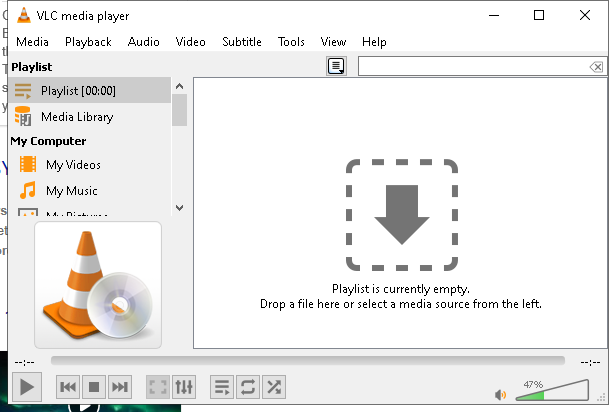 VLC media player
Media Playback Audio Video Subtitle Tools View Help
Playlist
Playlist [00:00]
Media Library
My Computer
My Videos
My Music
My Pictures
Playlist is currently empty.
Drop a file here or select a media source from the left.
--:-- --:--
47%